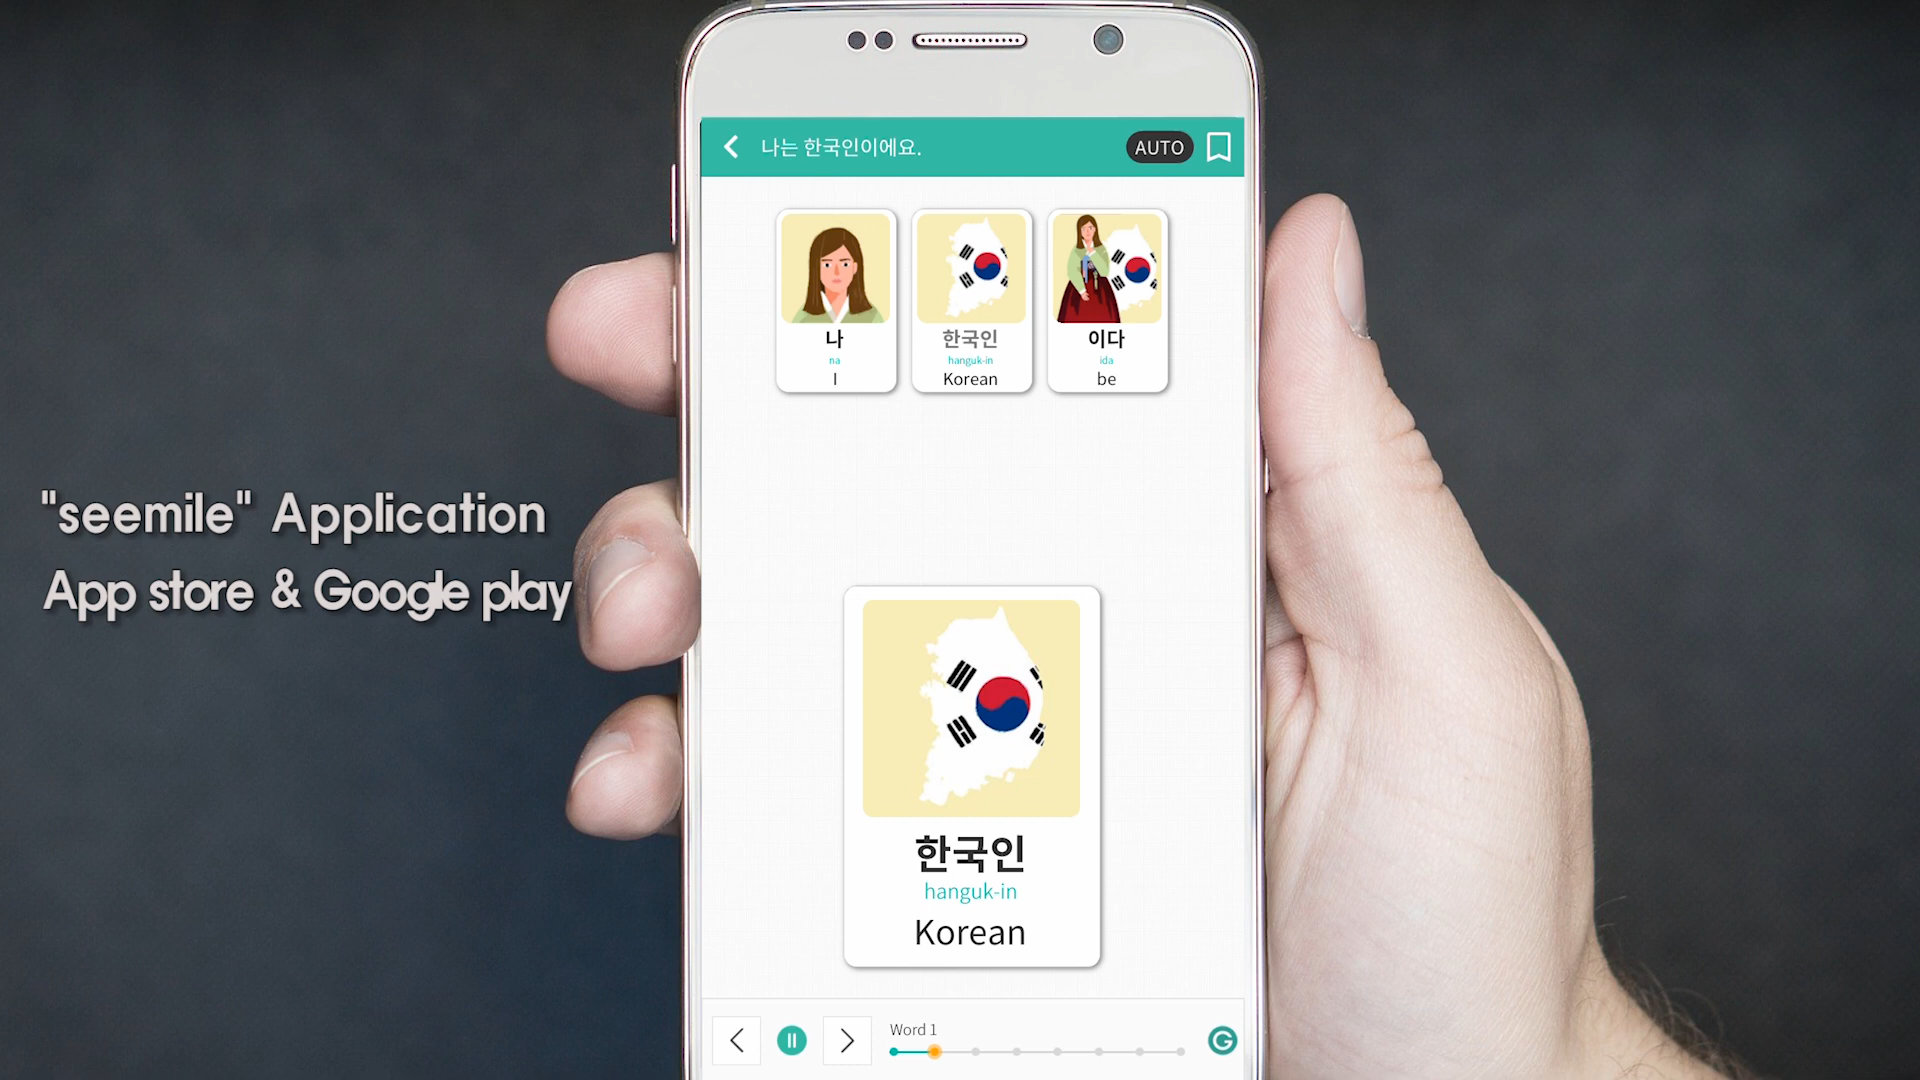 "seemile" Application
App store & Google play
나는 한국인이에요.
AUTO
나
na
I
한국인
hanguk-in
Korean
이다
ida
be
한국인
hanguk-in
Korean
Word 1
G